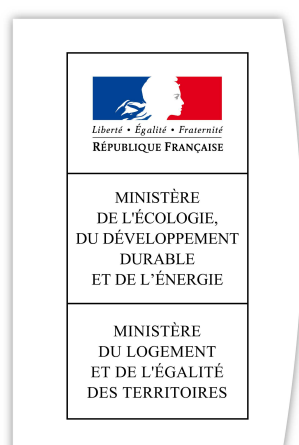 Liberté • Égalité • Fraternité
RÉPUBLIQUE FRANÇAISE
MINISTÈRE
DE L'ÉCOLOGIE,
DU DÉVELOPPEMENT
DURABLE
ET DE L’ÉNERGIE
MINISTÈRE
DU LOGEMENT
ET DE L'ÉGALITÉ
DES TERRITOIRES